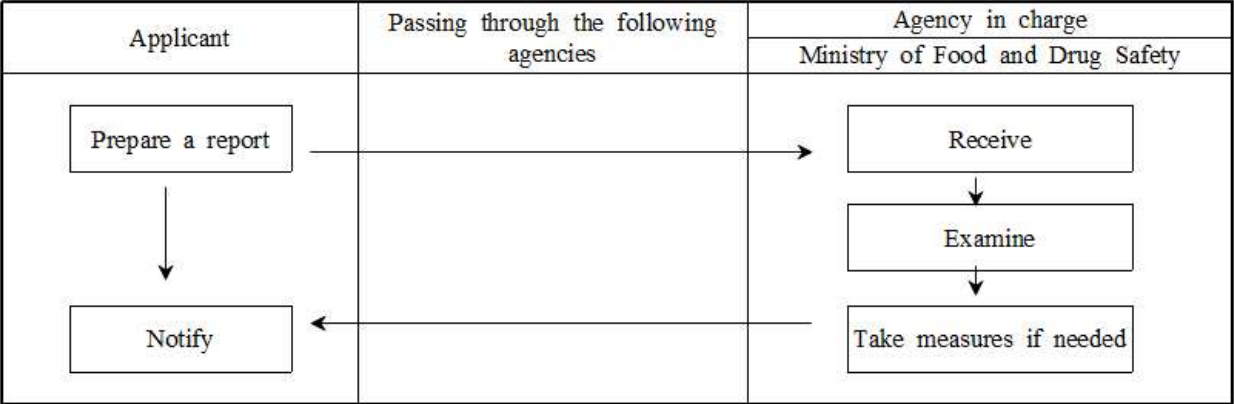 Applicant
Passing through the following
agencies
Agency in charge
Ministry of Food and Drug Safety
Prepare a report
Receive
Examine
Notify
Take measures if needed